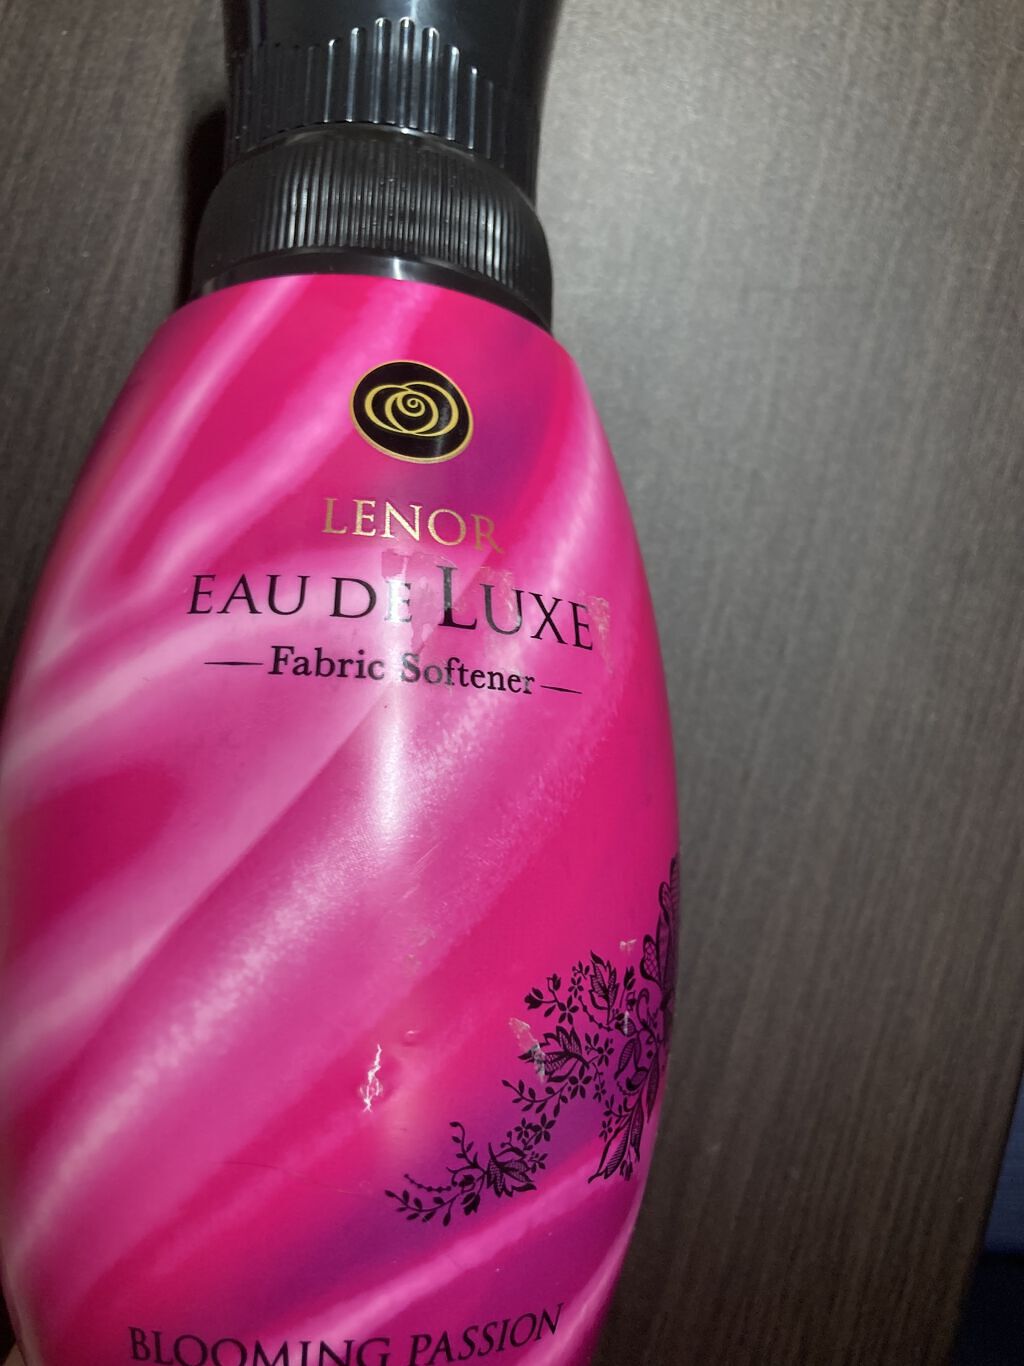 LENOR
EAU DE LUXE
Fabric Softener
BLOOMING PASSION